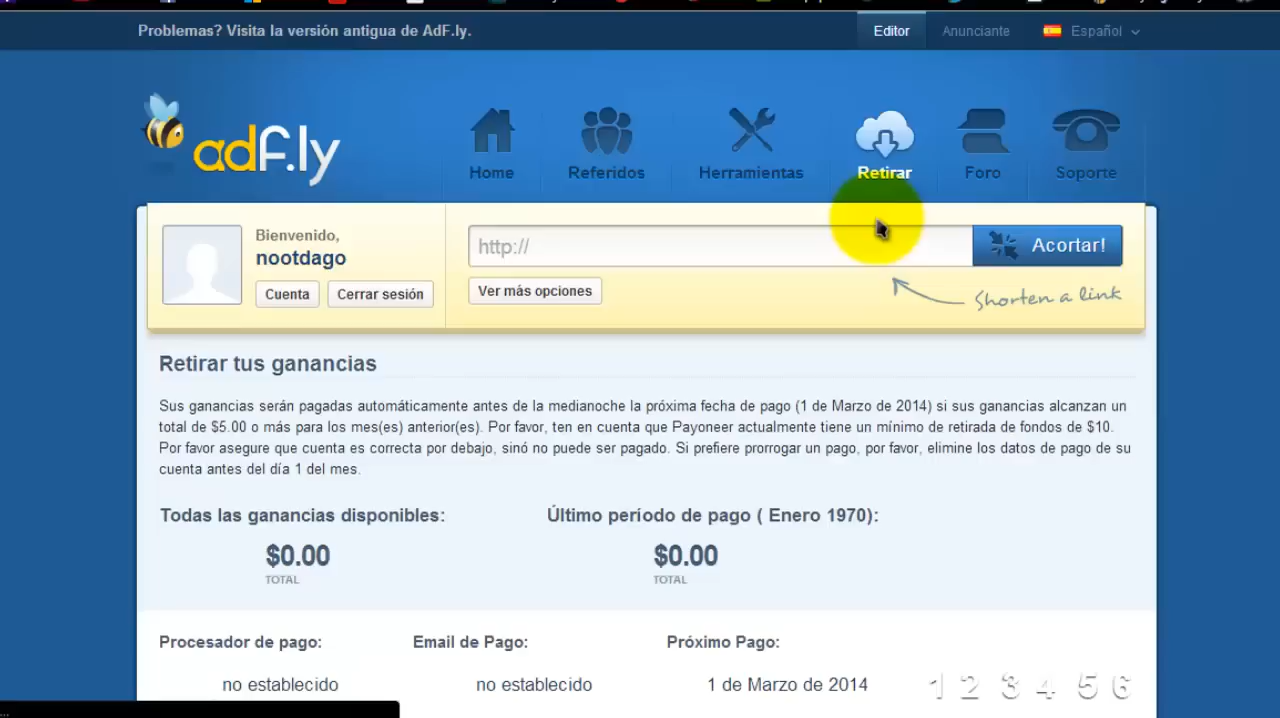 Problemas? Visita la versión antigua de AdF.ly.
Editor
Anunciante
Español
adf.ly
Home
Referidos
Herramientas
Retirar
Foro
Soporte
Bienvenido,
nootdago
Cuenta
Cerrar sesión
http://
Acortar!
Ver más opciones
Shorten a link
Retirar tus ganancias
Sus ganancias serán pagadas automáticamente antes de la medianoche la próxima fecha de pago (1 de Marzo de 2014) si sus ganancias alcanzan un
total de $5.00 o más para los mes(es) anterior(es). Por favor, ten en cuenta que Payoneer actualmente tiene un mínimo de retirada de fondos de $10.
Por favor asegure que cuenta es correcta por debajo, sinó no puede ser pagado. Si prefiere prorrogar un pago, por favor, elimine los datos de pago de su
cuenta antes del día 1 del mes.
Todas las ganancias disponibles:
Último período de pago ( Enero 1970):
$0.00
$0.00
TOTAL
TOTAL
Procesador de pago:
Email de Pago:
Próximo Pago:
no establecido
no establecido
1 de Marzo de 2014
1 2 3 4 5 6